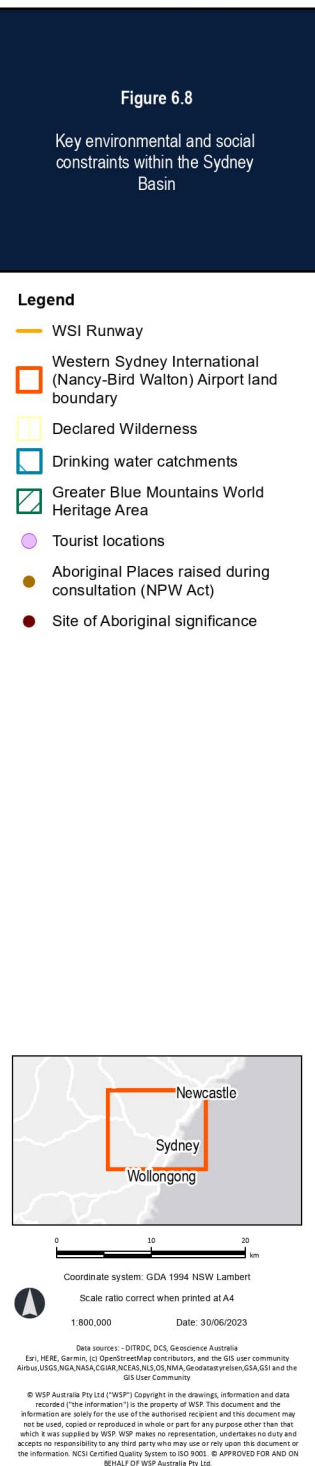 Figure 6.8
Key environmental and social
constraints within the Sydney
Basin
Legend
WSI Runway
Western Sydney International
(Nancy-Bird Walton) Airport land
boundary
Declared Wilderness
Drinking water catchments
Greater Blue Mountains World
Heritage Area
Tourist locations
Aboriginal Places raised during
consultation (NPW Act)
Site of Aboriginal significance
Newcastle
Sydney
Wollongong
0 10 20
km
Coordinate system: GDA 1994 NSW Lambert
Scale ratio correct when printed at A4
1:800,000 Date: 30/06/2023
Data sources: - DITRDC, DCS, Geoscience Australia
Esri, HERE, Garmin, (c) OpenStreetMap contributors, and the GIS user community
Airbus,USGS,NGA,NASA,CGIAR,NCEAS,NLS,OS,NMA,Geodatastyrelsen,GSA,GSI and the
GIS User Community
© WSP Australia Pty Ltd ("WSP") Copyright in the drawings, information and data
recorded ("the information") is the property of WSP. This document and the
information are solely for the use of the authorised recipient and this document may
not be used, copied or reproduced in whole or part for any purpose other than that
which it was supplied by WSP. WSP makes no representation, undertakes no duty and
accepts no responsibility to any third party who may use or rely upon this document or
the information. NCSI Certified Quality System to ISO 9001. © APPROVED FOR AND ON
BEHALF OF WSP Australia Pty Ltd.